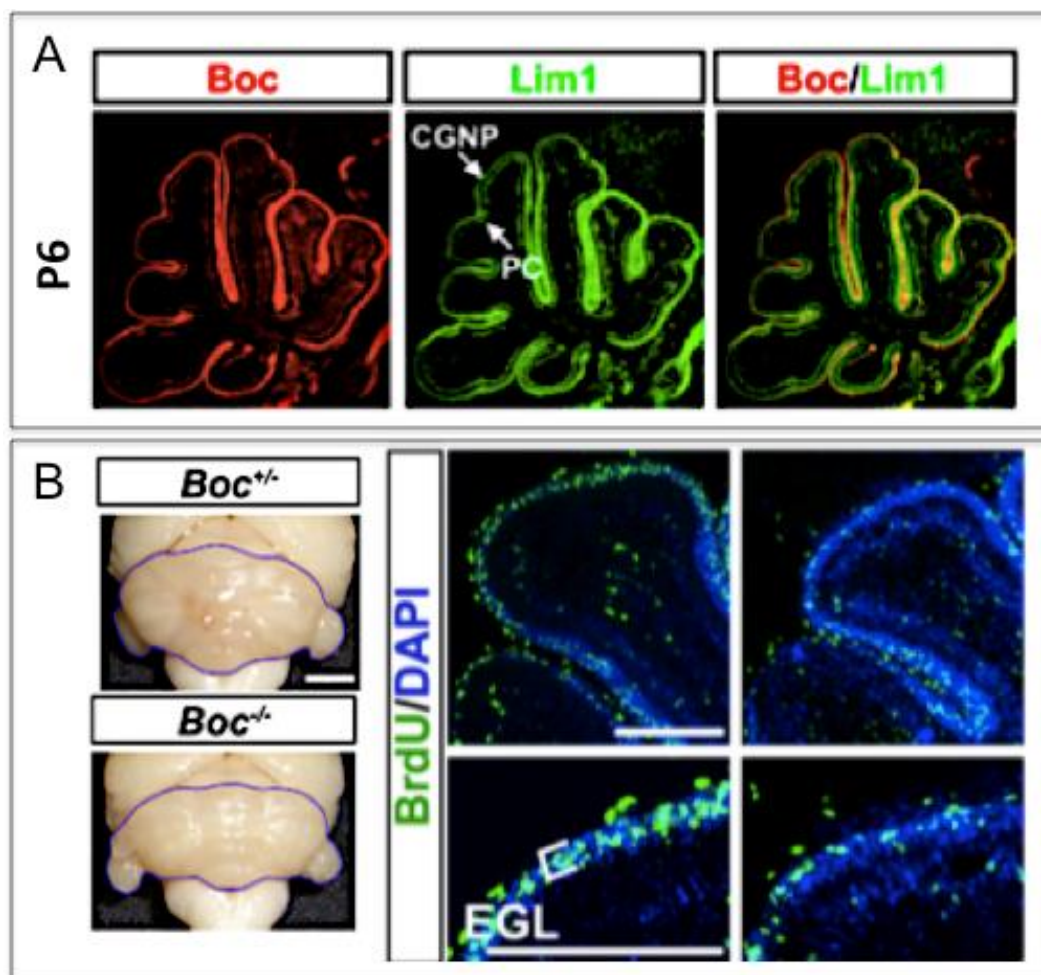 A
Boc
Lim1
Boc/Lim1
P6
CGNP
PC
B
Boc+/-
Boc-/-
BrdU/DAPI
EGL